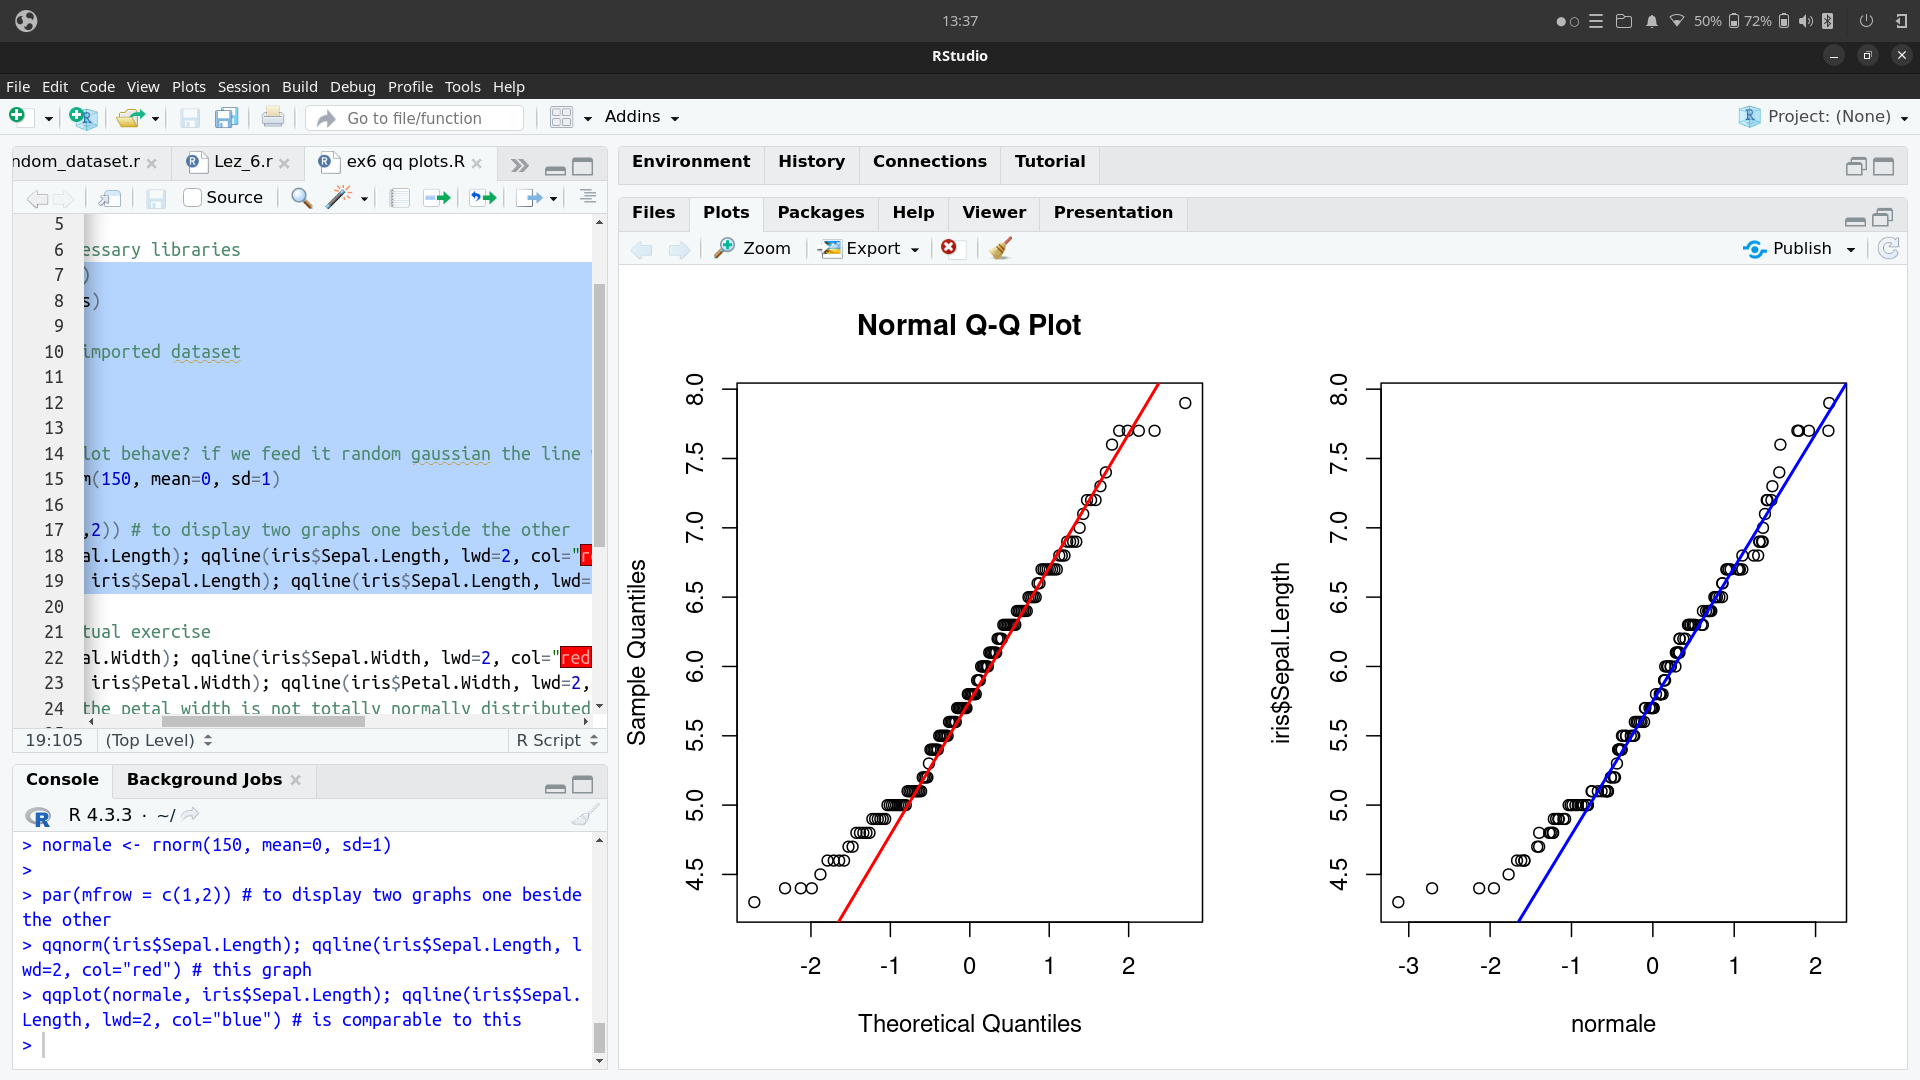 13:37
50%
72%
RStudio
File Edit Code View Plots Session Build Debug Profile Tools Help
Go to file/function
Addins
Project: (None)
ndom_dataset.r
Lez_6.r
ex6 qq plots.R
Source
5
6 essary libraries
7 )
8 s)
9
10 imported dataset
11
12
13
14 lot behave? if we feed it random gaussian the line
15 m(150, mean=0, sd=1)
16
17 ,2)) # to display two graphs one beside the other
18 al.Length); qqline(iris$Sepal.Length, lwd=2, col="r
19 iris$Sepal.Length); qqline(iris$Sepal.Length, lwd=
20
21 tual exercise
22 al.Width); qqline(iris$Sepal.Width, lwd=2, col="red
23 iris$Petal.Width); qqline(iris$Petal.Width, lwd=2,
24 the petal width is not totally normally distributed
19:105
(Top Level)
R Script
Console
Background Jobs
R 4.3.3 · ~/
> normale <- rnorm(150, mean=0, sd=1)
>
> par(mfrow = c(1,2)) # to display two graphs one beside
the other
> qqnorm(iris$Sepal.Length); qqline(iris$Sepal.Length, l
wd=2, col="red") # this graph
> qqplot(normale, iris$Sepal.Length); qqline(iris$Sepal.
Length, lwd=2, col="blue") # is comparable to this
>
Environment History Connections Tutorial
Files Plots Packages Help Viewer Presentation
Zoom
Export
Publish
Normal Q-Q Plot
Sample Quantiles
8.0
7.5
7.0
6.5
6.0
5.5
5.0
4.5
-2 -1 0 1 2
Theoretical Quantiles
iris$Sepal.Length
8.0
7.5
7.0
6.5
6.0
5.5
5.0
4.5
-3 -2 -1 0 1 2
normale